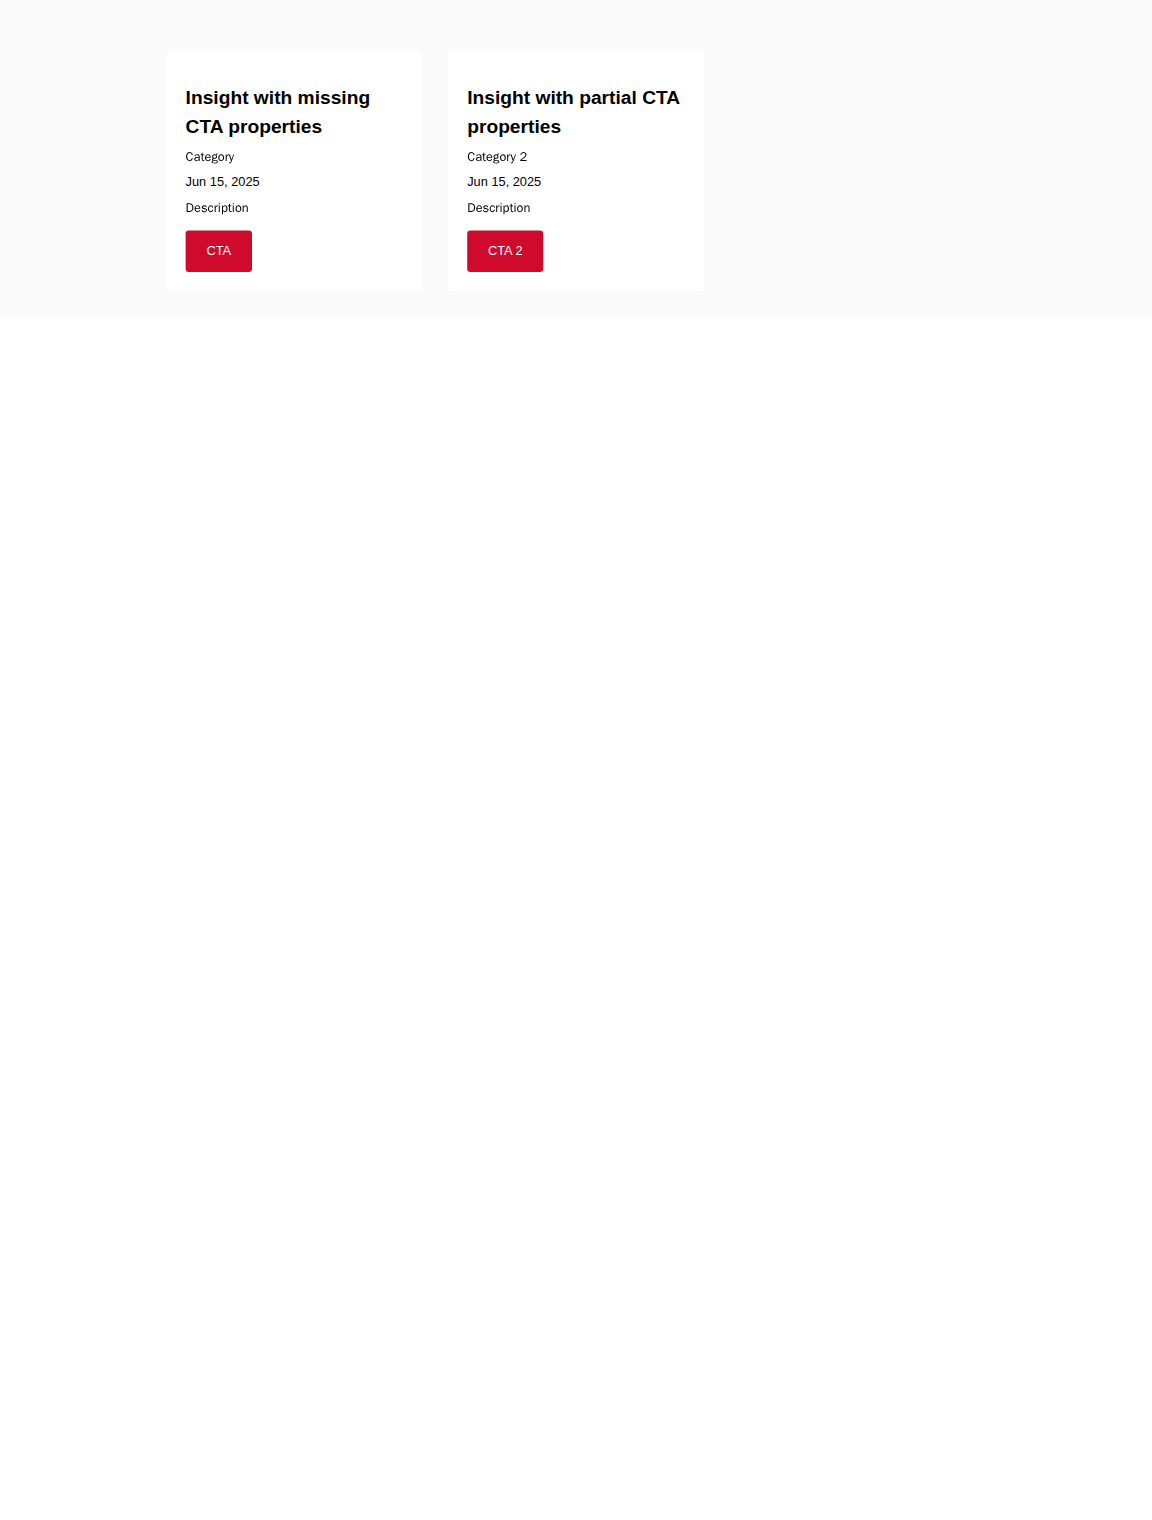 Insight with missing
CTA properties
Category
Jun 15, 2025
Description
CTA
Insight with partial CTA
properties
Category 2
Jun 15, 2025
Description
CTA 2